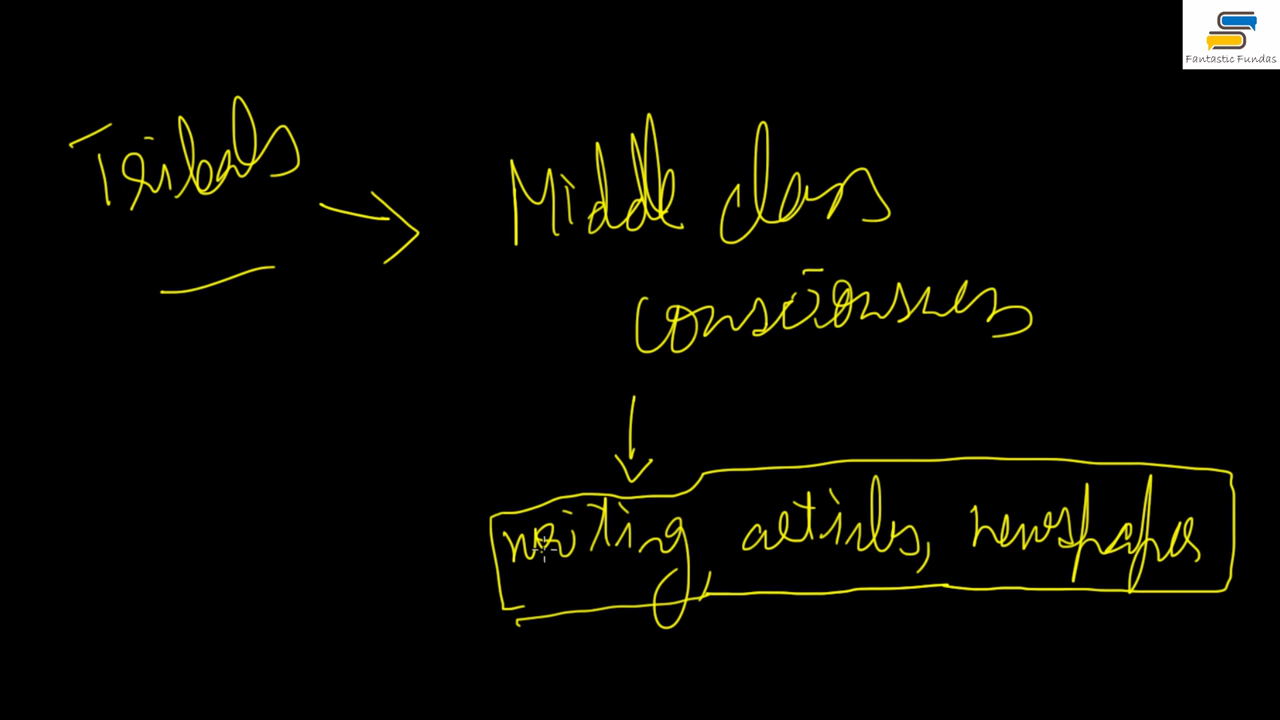 Fantastic Fundas
Tribals → Middle class
consciousness
↓
writing, articles, newspapers